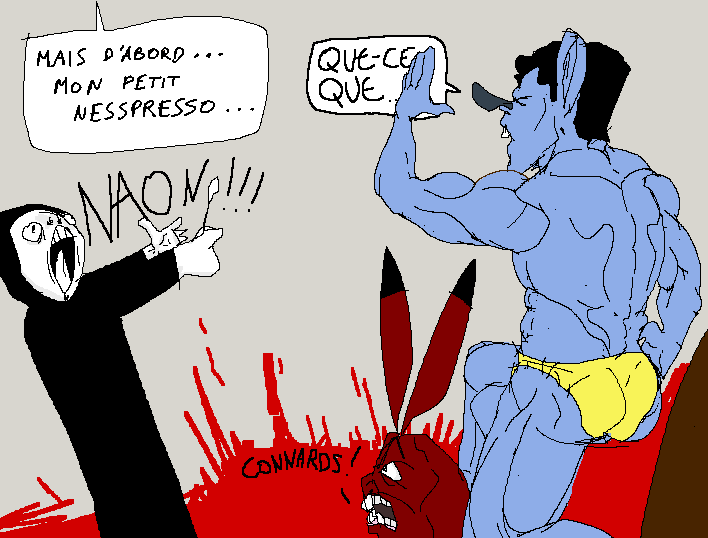 MAIS D'ABORD...
MON PETIT
NESSPRESSO...
QUE-CE
QUE...
NAON!!!
CONNARDS!